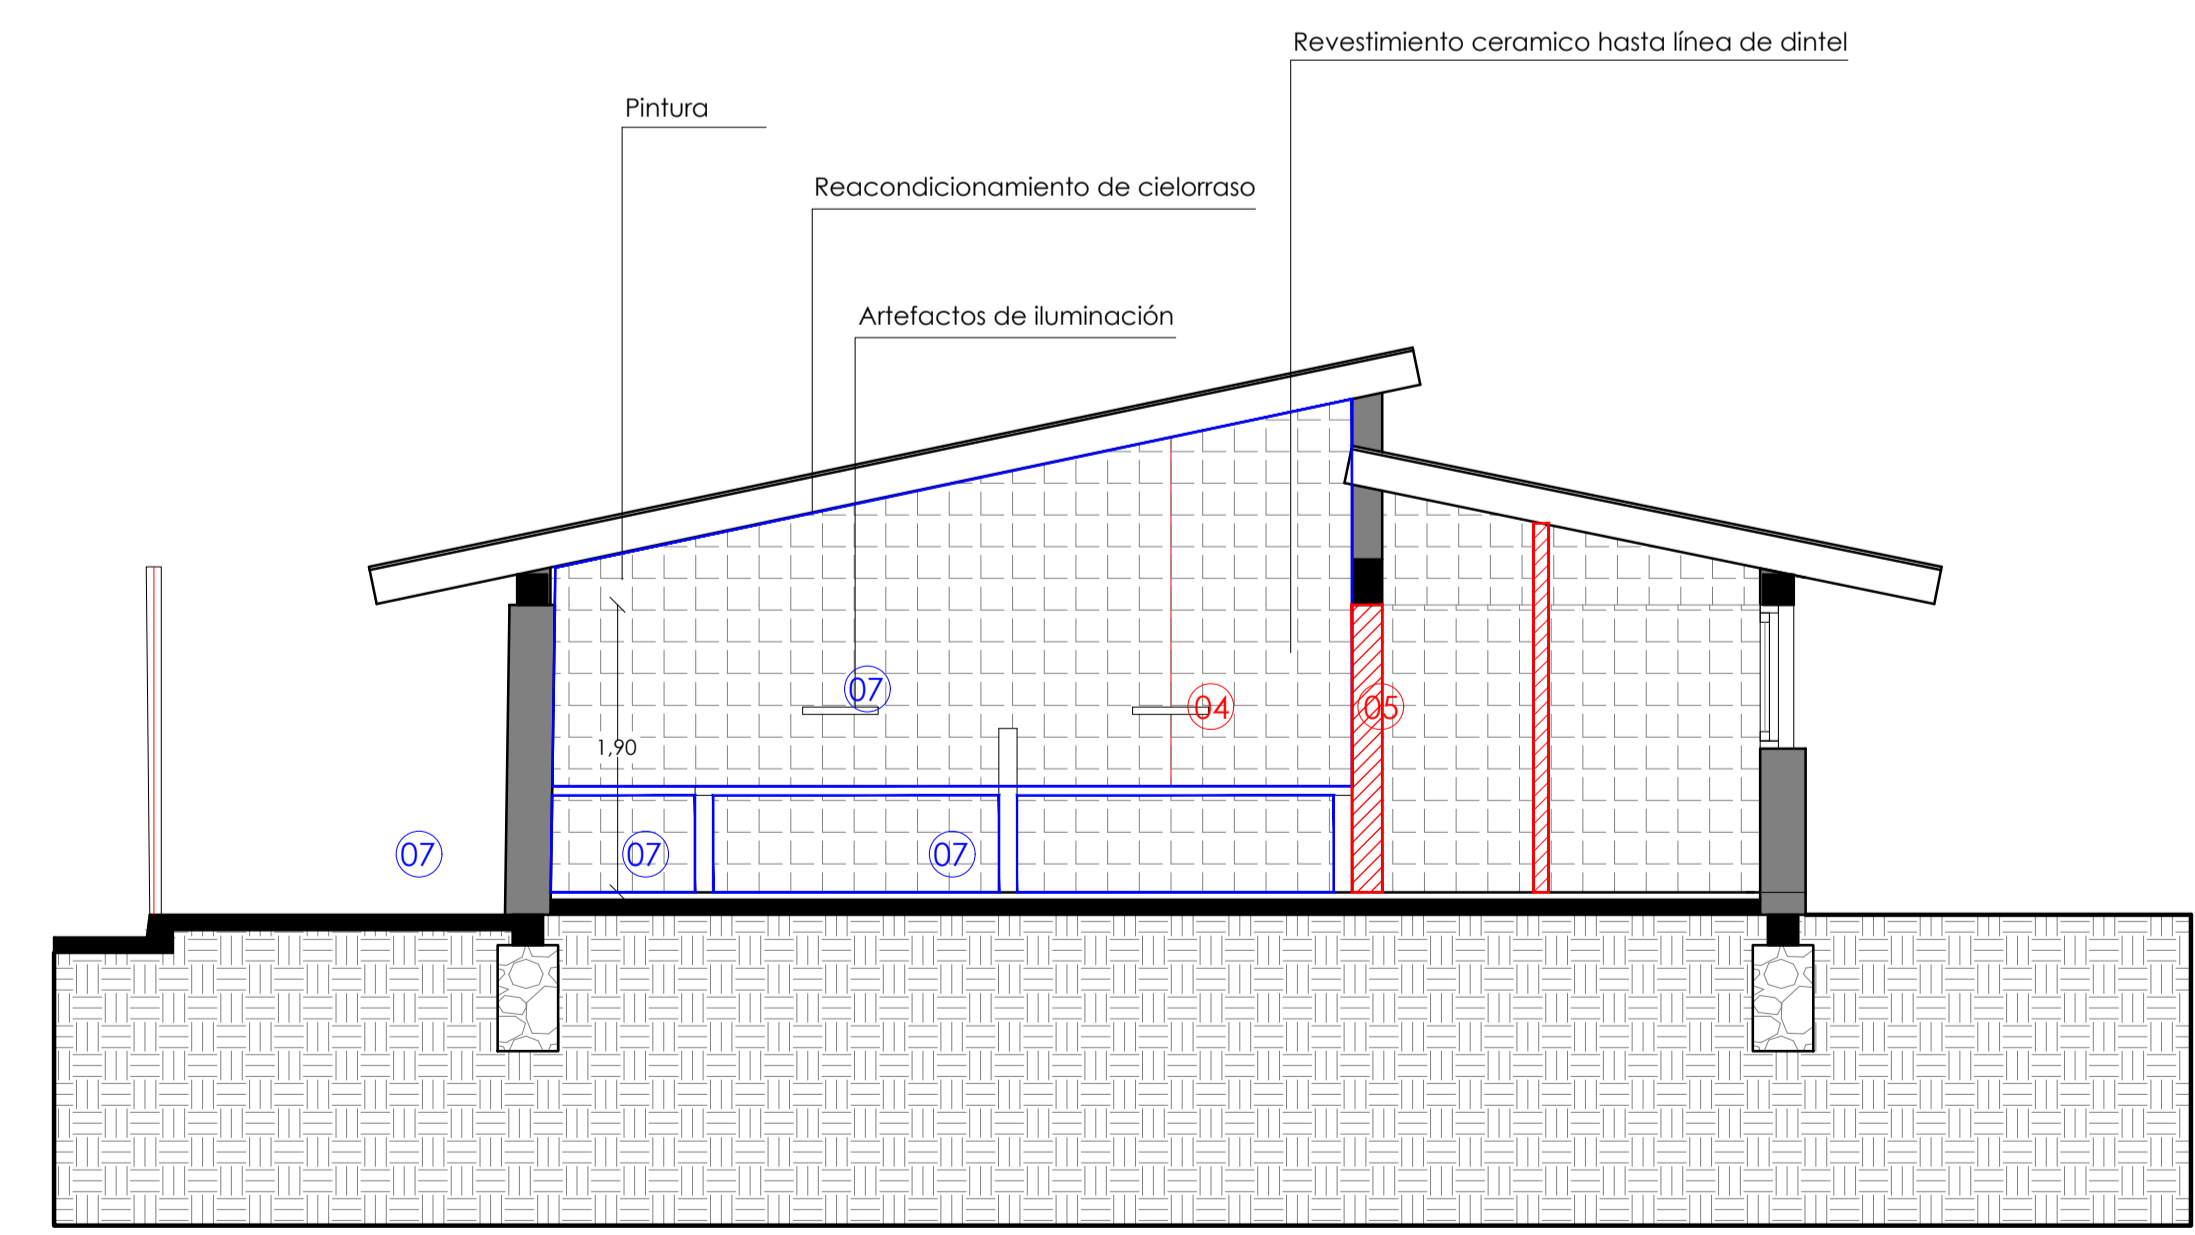 Revestimiento ceramico hasta línea de dintel
Pintura
Reacondicionamiento de cielorraso
Artefactos de iluminación
07
04
05
1,90
07
07
07